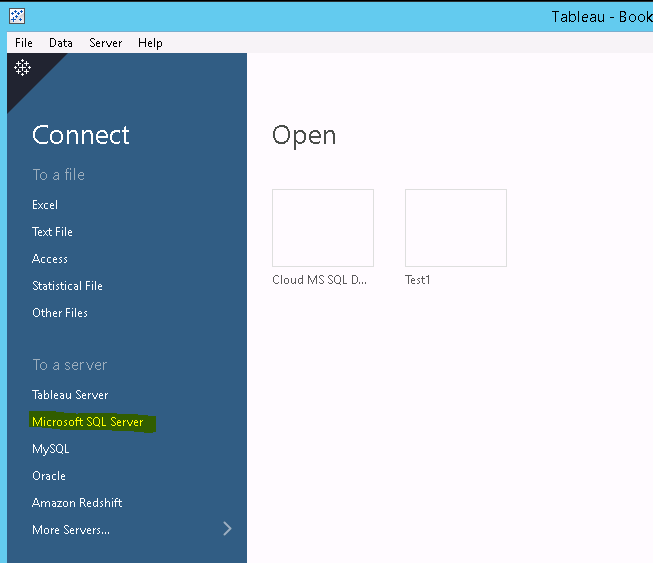 Tableau - Book
File Data Server Help
Connect
To a file
Excel
Text File
Access
Statistical File
Other Files
To a server
Tableau Server
Microsoft SQL Server
MySQL
Oracle
Amazon Redshift
More Servers...
Open
Cloud MS SQL D...
Test1